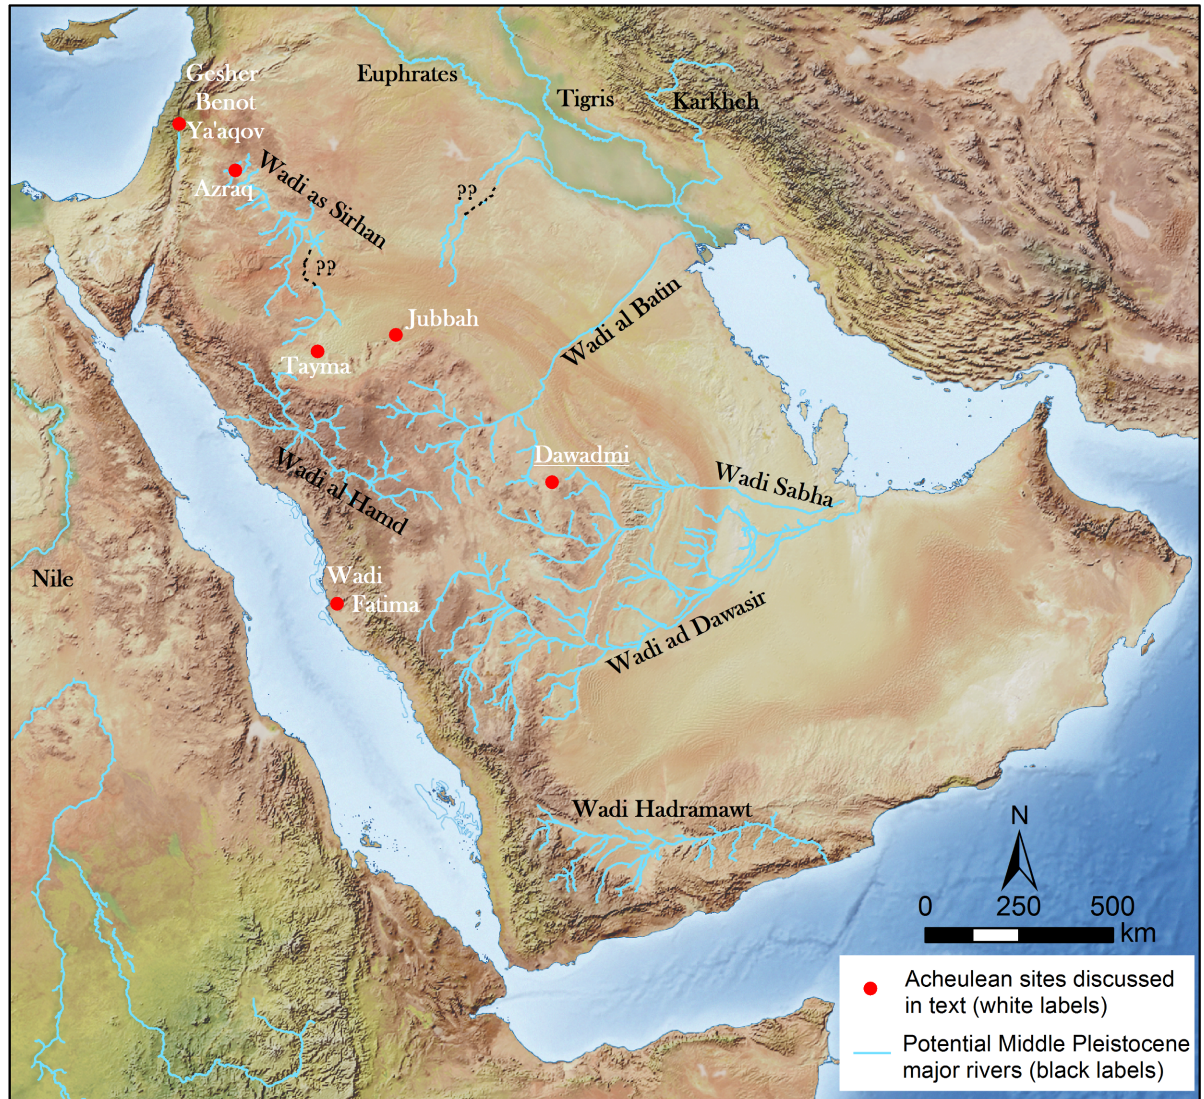 Gesher
Benot
Ya'aqov
Euphrates
Tigris
Karkheh
Azraq
Wadi as Sirhan
??
??
Jubbah
Tayma
Wadi al Batin
Dawadmi
Wadi al Hamd
Wadi Sabha
Nile
Wadi
Fatima
Wadi ad Dawasir
Wadi Hadramawt
N
0 250 500
km
Acheulean sites discussed
in text (white labels)
Potential Middle Pleistocene
major rivers (black labels)